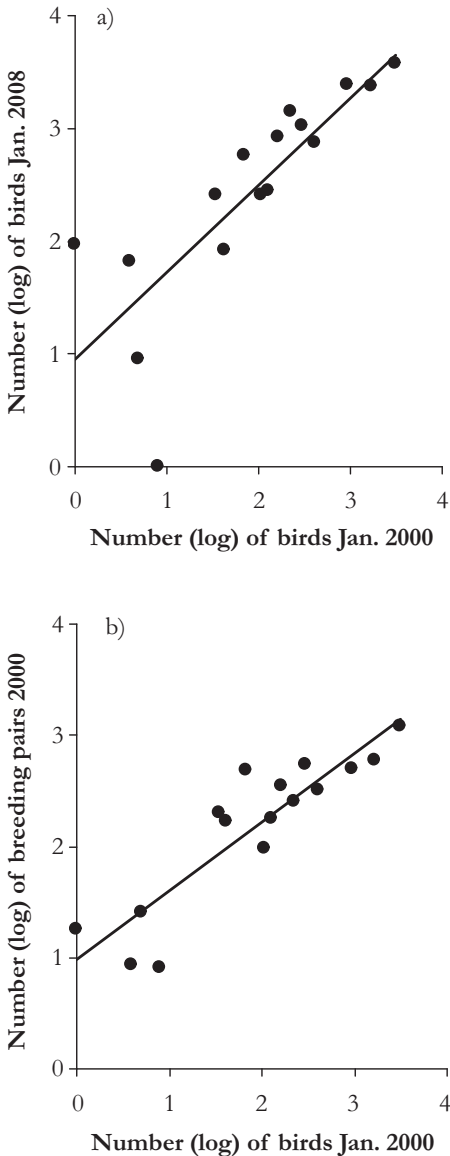 a)
4
3
2
1
0
Number (log) of birds Jan. 2008
0 1 2 3 4
Number (log) of birds Jan. 2000
b)
4
3
2
1
0
Number (log) of breeding pairs 2000
0 1 2 3 4
Number (log) of birds Jan. 2000